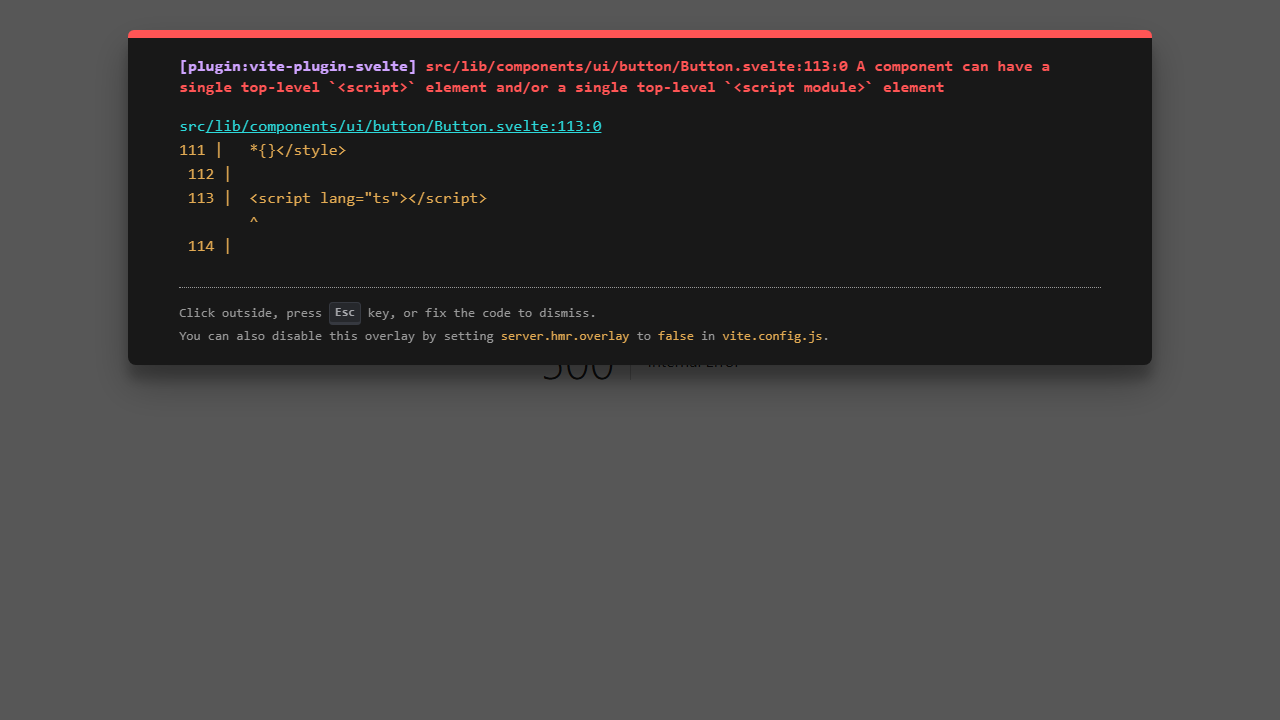 [plugin:vite-plugin-svelte] src/lib/components/ui/button/Button.svelte:113:0 A component can have a
single top-level `<script>` element and/or a single top-level `<script module>` element
src/lib/components/ui/button/Button.svelte:113:0
111 |   *{}</style>
 112 |
 113 |  <script lang="ts"></script>
        ^
 114 |
Click outside, press Esc key, or fix the code to dismiss.
You can also disable this overlay by setting server.hmr.overlay to false in vite.config.js.
500
Internal Error